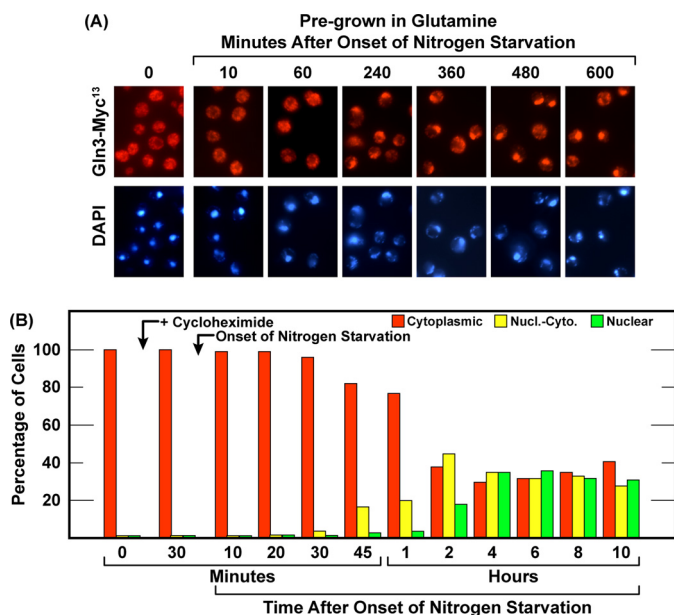 (A)
Pre-grown in Glutamine
Minutes After Onset of Nitrogen Starvation
0 10 60 240 360 480 600
Gln3-Myc¹³
DAPI
(B)
+ Cycloheximide
Onset of Nitrogen Starvation
Cytoplasmic Nucl.-Cyto. Nuclear
Percentage of Cells
100
80
60
40
20
0 30 10 20 30 45 1 2 4 6 8 10
Minutes Hours
Time After Onset of Nitrogen Starvation